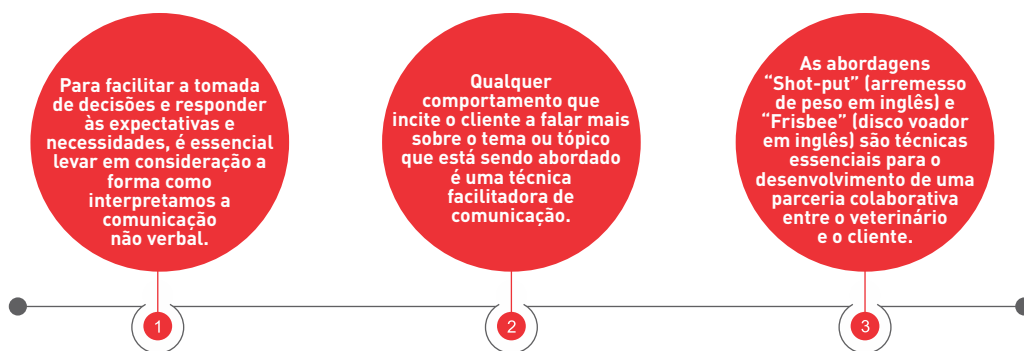 Para facilitar a tomada
de decisões e responder
às expectativas e
necessidades, é essencial
levar em consideração a
forma como
interpretamos a
comunicação
não verbal.
1
Qualquer
comportamento que
incite o cliente a falar mais
sobre o tema ou tópico
que está sendo abordado
é uma técnica
facilitadora de
comunicação.
2
As abordagens
“Shot-put” (arremesso
de peso em inglês) e
“Frisbee” (disco voador
em inglês) são técnicas
essenciais para o
desenvolvimento de uma
parceria colaborativa
entre o veterinário
e o cliente.
3